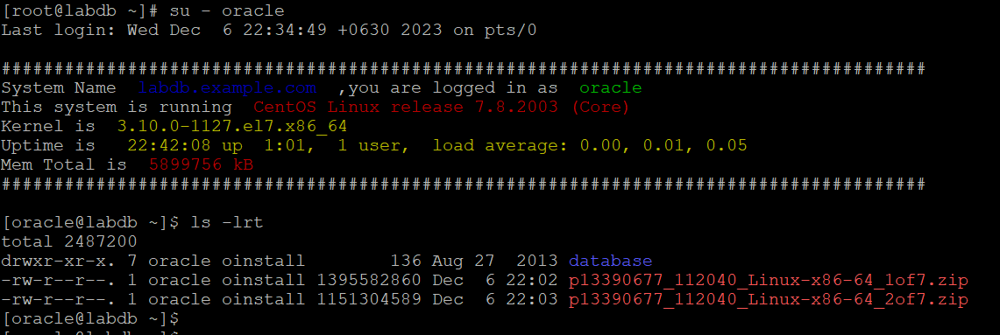 [root@labdb ~]# su - oracle
Last login: Wed Dec  6 22:34:49 +0630 2023 on pts/0
########################################################################################
System Name  labdb.example.com  ,you are logged in as  oracle
This system is running  CentOS Linux release 7.8.2003 (Core)
Kernel is  3.10.0-1127.el7.x86_64
Uptime is   22:42:08 up  1:01,  1 user,  load average: 0.00, 0.01, 0.05
Mem Total is  5899756 kB
########################################################################################
[oracle@labdb ~]$ ls -lrt
total 2487200
drwxr-xr-x. 7 oracle oinstall        136 Aug 27  2013 database
-rw-r--r--. 1 oracle oinstall 1395582860 Dec  6 22:02 p13390677_112040_Linux-x86-64_1of7.zip
-rw-r--r--. 1 oracle oinstall 1151304589 Dec  6 22:03 p13390677_112040_Linux-x86-64_2of7.zip
[oracle@labdb ~]$